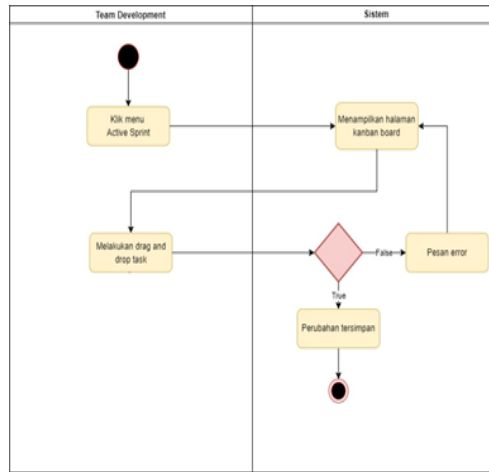 Team Development
Sistem
Klik menu
Active Sprint
Menampilkan halaman
kanban board
Melakukan drag and
drop task
False
Pesan error
True
Perubahan tersimpan